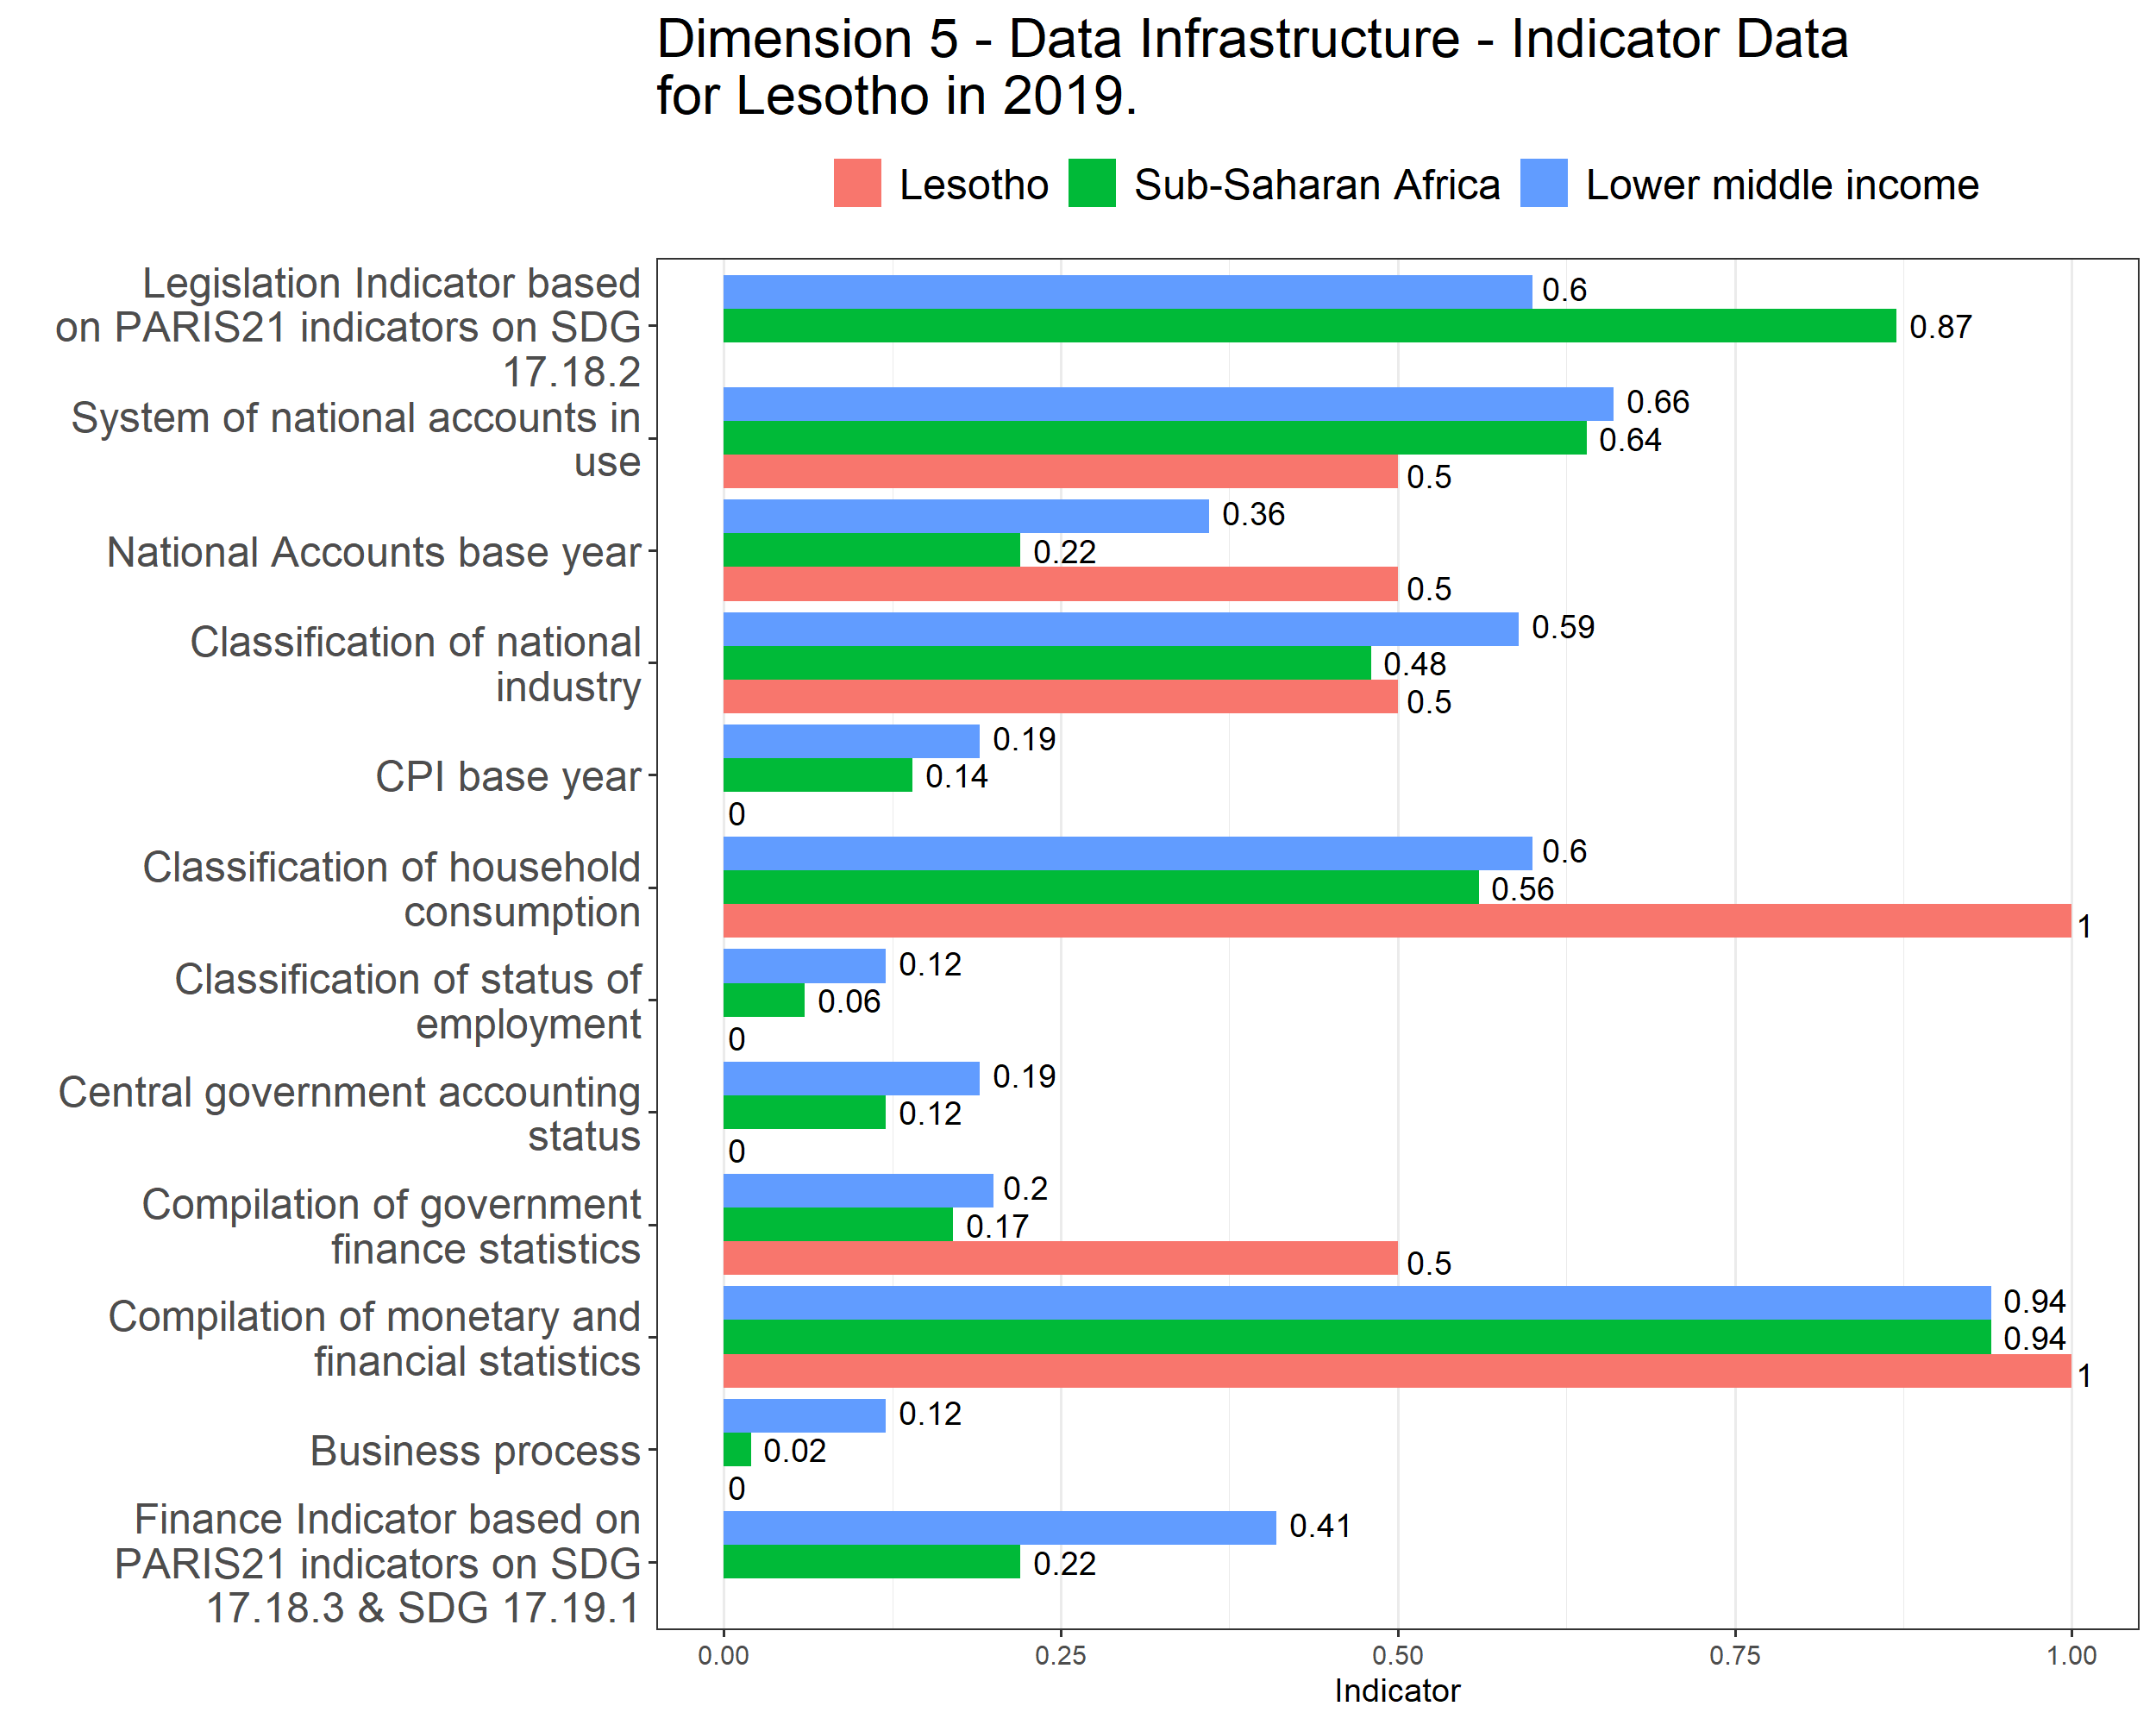 Dimension 5 - Data Infrastructure - Indicator Data
for Lesotho in 2019.
Lesotho
Sub-Saharan Africa
Lower middle income
Legislation Indicator based
on PARIS21 indicators on SDG
17.18.2
0.6
0.87
System of national accounts in
use
0.66
0.64
0.5
National Accounts base year
0.36
0.22
0.5
Classification of national
industry
0.59
0.48
0.5
CPI base year
0.19
0.14
0
Classification of household
consumption
0.6
0.56
1
Classification of status of
employment
0.12
0.06
0
Central government accounting
status
0.19
0.12
0
Compilation of government
finance statistics
0.2
0.17
0.5
Compilation of monetary and
financial statistics
0.94
0.94
1
Business process
0.12
0.02
0
Finance Indicator based on
PARIS21 indicators on SDG
17.18.3 & SDG 17.19.1
0.41
0.22
0.00
0.25
0.50
0.75
1.00
Indicator